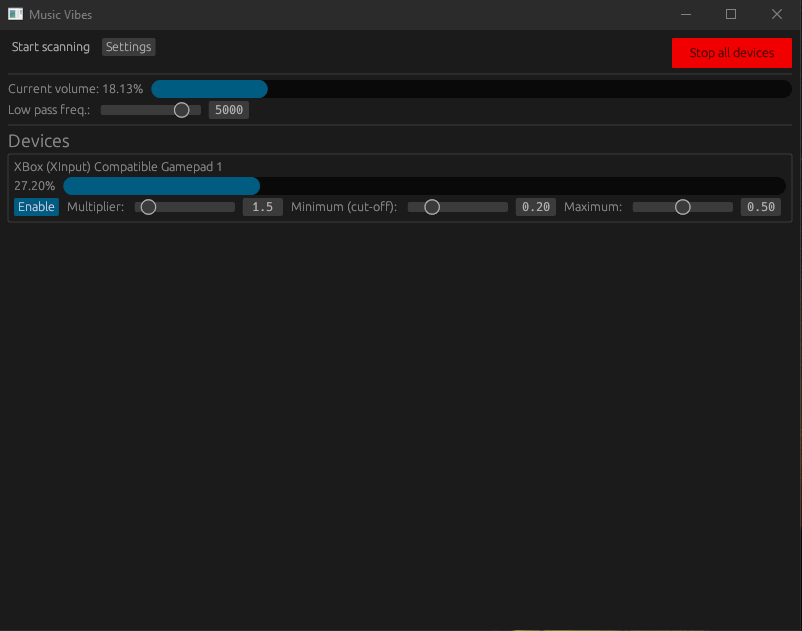 Music Vibes
Start scanning Settings Stop all devices
Current volume: 18.13%
Low pass freq.: 5000
Devices
XBox (XInput) Compatible Gamepad 1
27.20%
Enable Multiplier: 1.5 Minimum (cut-off): 0.20 Maximum: 0.50